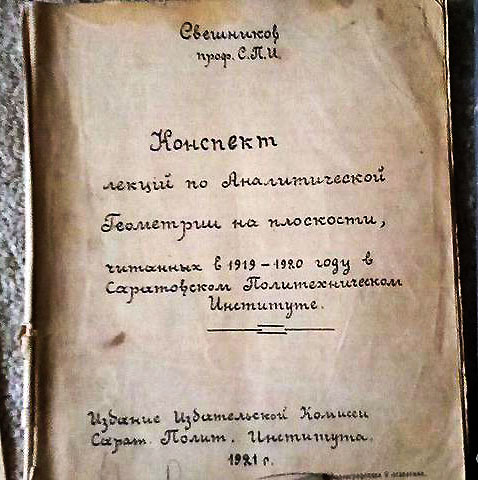 Свешников
проф. С.П.И.
Конспект
лекцій по Аналитической
Геометрии на плоскости,
читанных в 1919 – 1920 году в
Саратовском Политехническом
Институте.
Издание Издательской Комиссии
Сарат. Полит. Института.
1921 г.